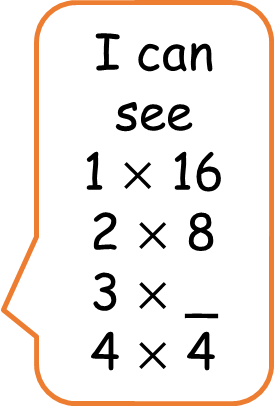 I can
see
1 × 16
2 × 8
3 × _
4 × 4